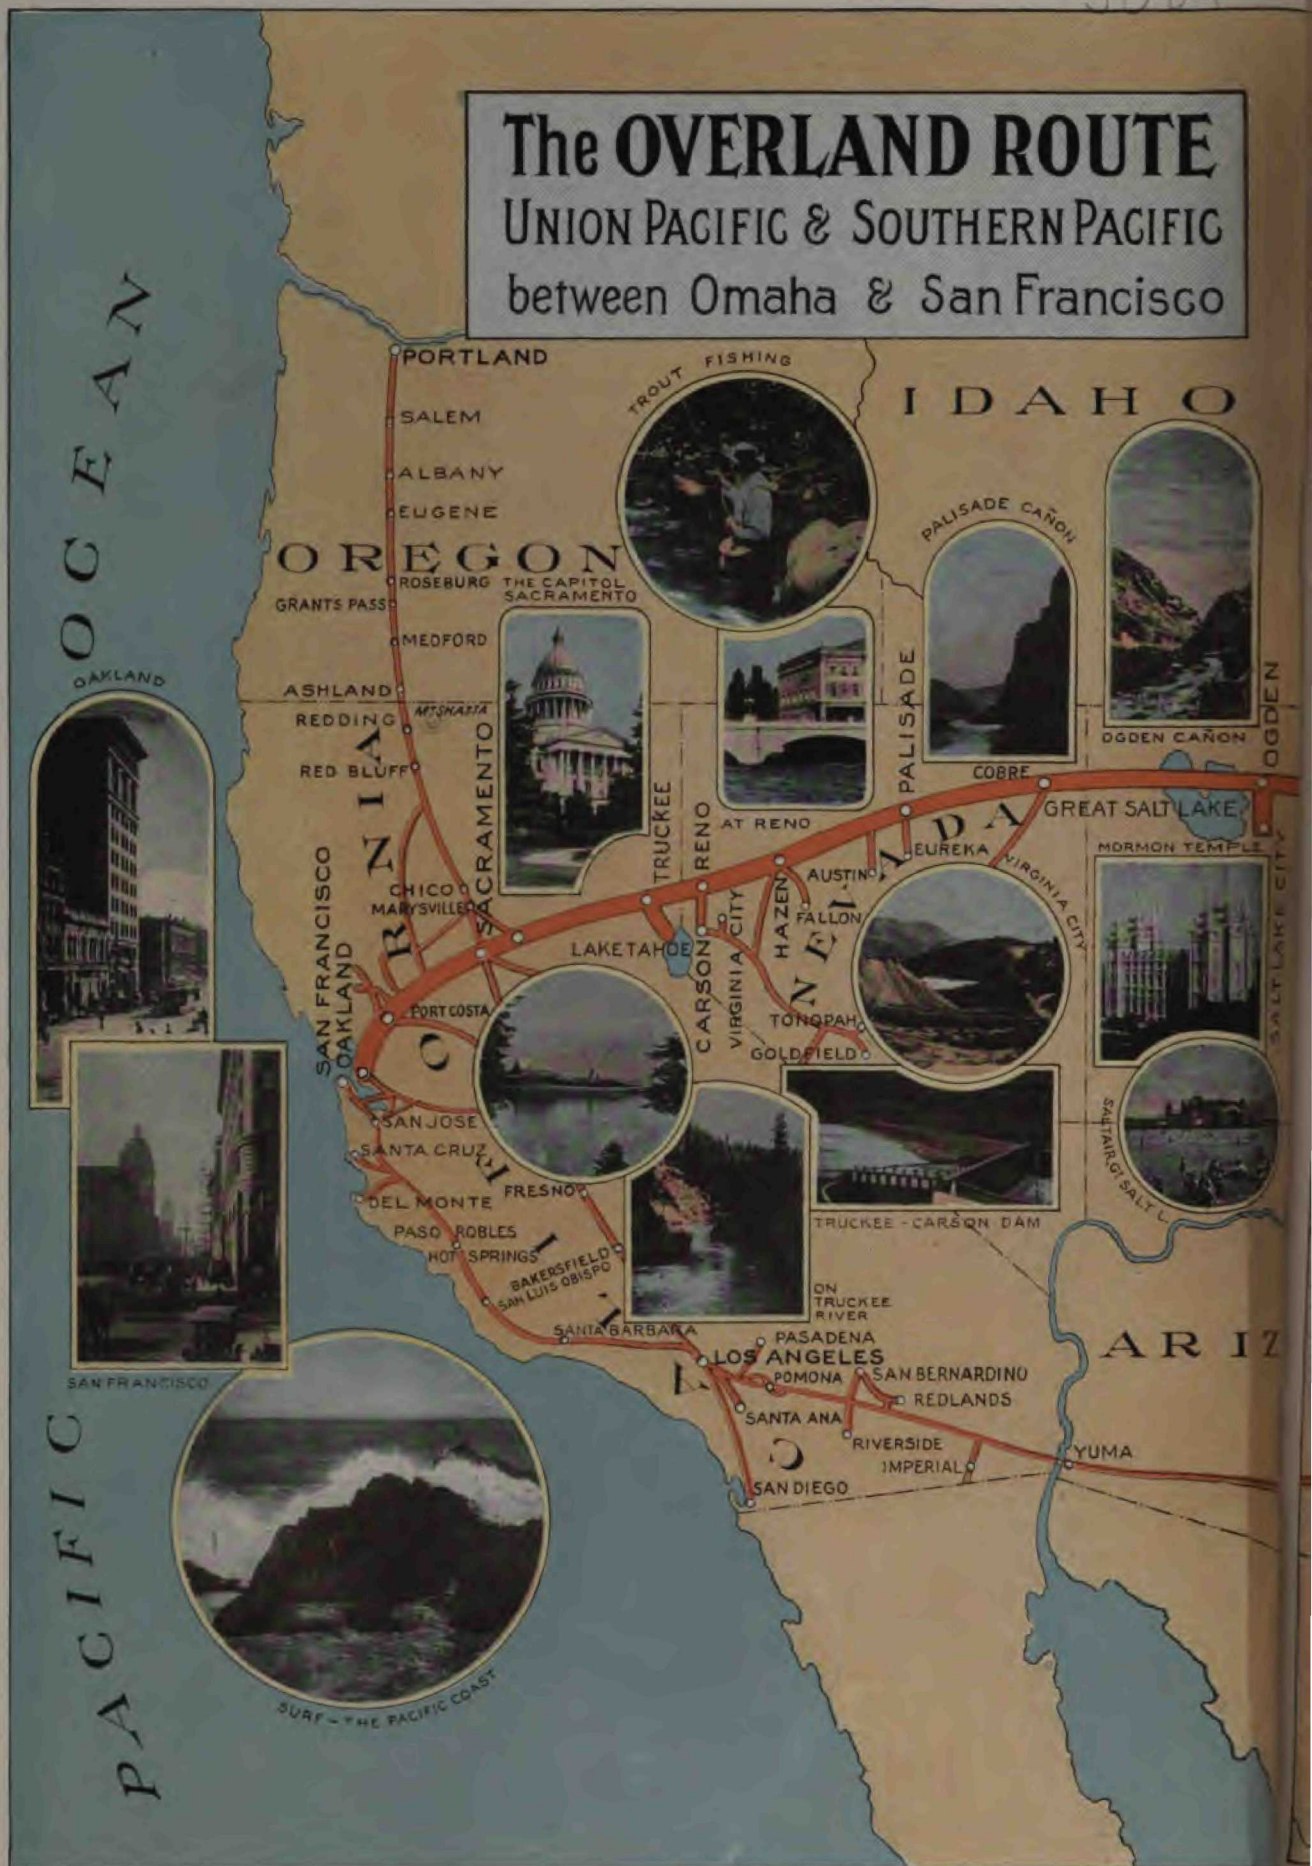 The OVERLAND ROUTE
UNION PACIFIC & SOUTHERN PACIFIC
between Omaha & San Francisco
PACIFIC OCEAN
PORTLAND
SALEM
ALBANY
EUGENE
OREGON
ROSEBURG
GRANTS PASS
MEDFORD
ASHLAND
TROUT FISHING
IDAHO
PALISADE CAÑON
OGDEN CAÑON
THE CAPITOL
SACRAMENTO
AT RENO
OAKLAND
MT SHASTA
REDDING
RED BLUFF
CALIFORNIA
CHICO
MARYSVILLE
SACRAMENTO
TRUCKEE
RENO
PALISADE
COBRE
OGDEN
GREAT SALT LAKE
NEVADA
EUREKA
AUSTIN
FALLON
HAZEN
VIRGINIA CITY
MORMON TEMPLE
SALT LAKE CITY
LAKE TAHOE
CARSON
VIRGINIA CITY
TONOPAH
GOLDFIELD
SAN FRANCISCO
OAKLAND
PORT COSTA
SAN JOSE
SANTA CRUZ
DEL MONTE
PASO ROBLES
HOT SPRINGS
FRESNO
BAKERSFIELD
SAN LUIS OBISPO
SALTAIR, GT SALT L.
TRUCKEE - CARSON DAM
ON
TRUCKEE
RIVER
SANTA BARBARA
PASADENA
LOS ANGELES
POMONA
SAN BERNARDINO
REDLANDS
SANTA ANA
RIVERSIDE
IMPERIAL
SAN DIEGO
YUMA
ARIZ
SAN FRANCISCO
SURF - THE PACIFIC COAST